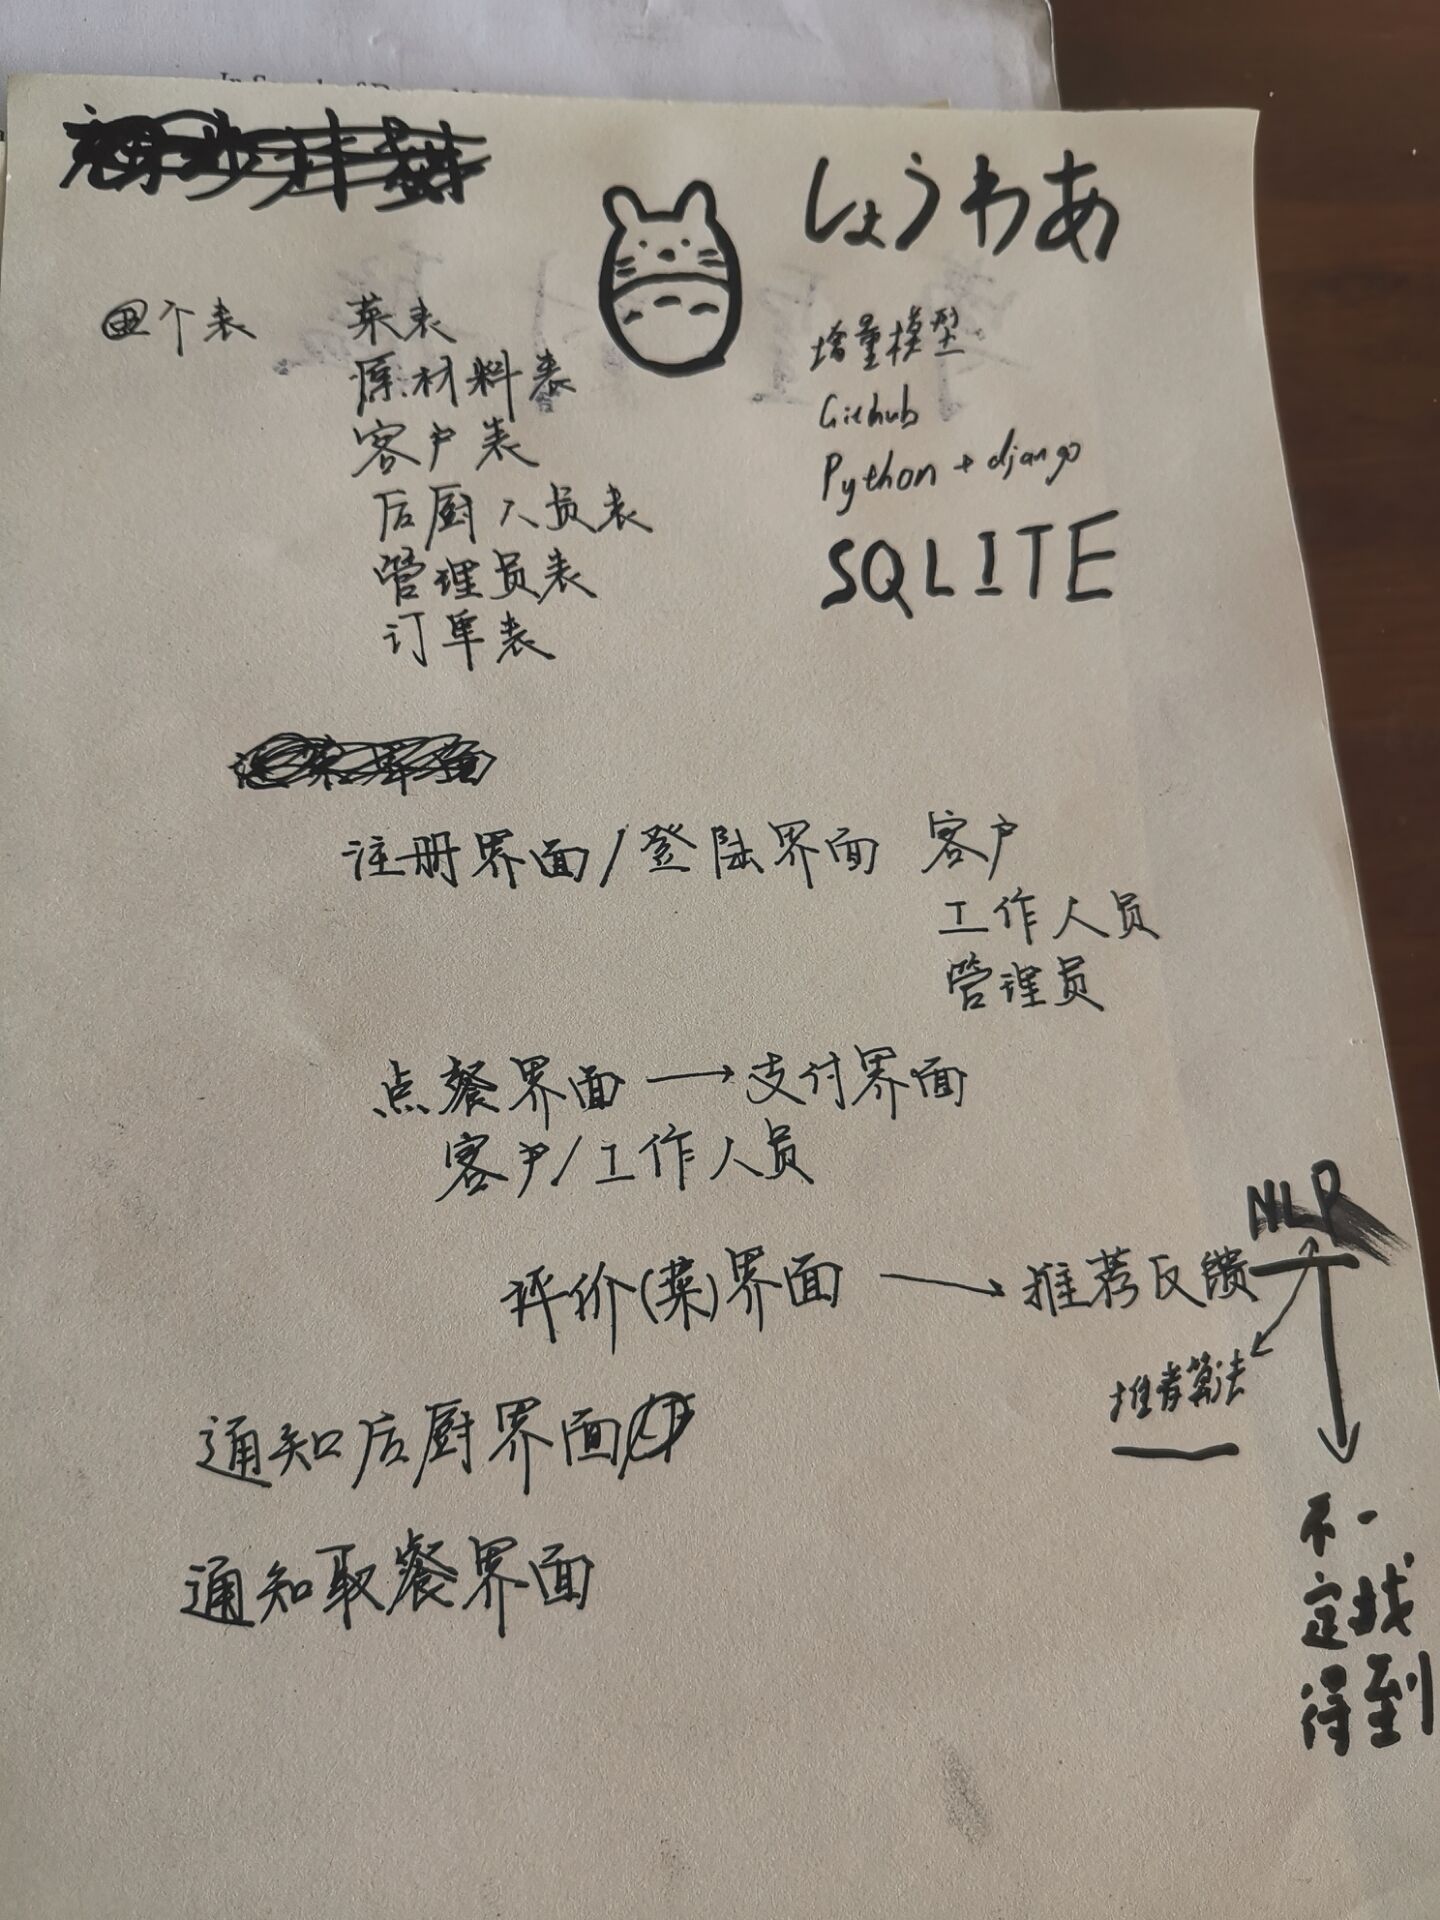 しょうわあ
四个表
菜表
原材料表
客户表
后厨人员表
管理员表
订单表
增量模型
Github
Python + django
SQLITE
注册界面/登陆界面 客户
工作人员
管理员
点餐界面 → 支付界面
客户/工作人员
评价(菜)界面 → 推荐反馈
NLP
推荐算法
不一
定找
得到
通知后厨界面
通知取餐界面